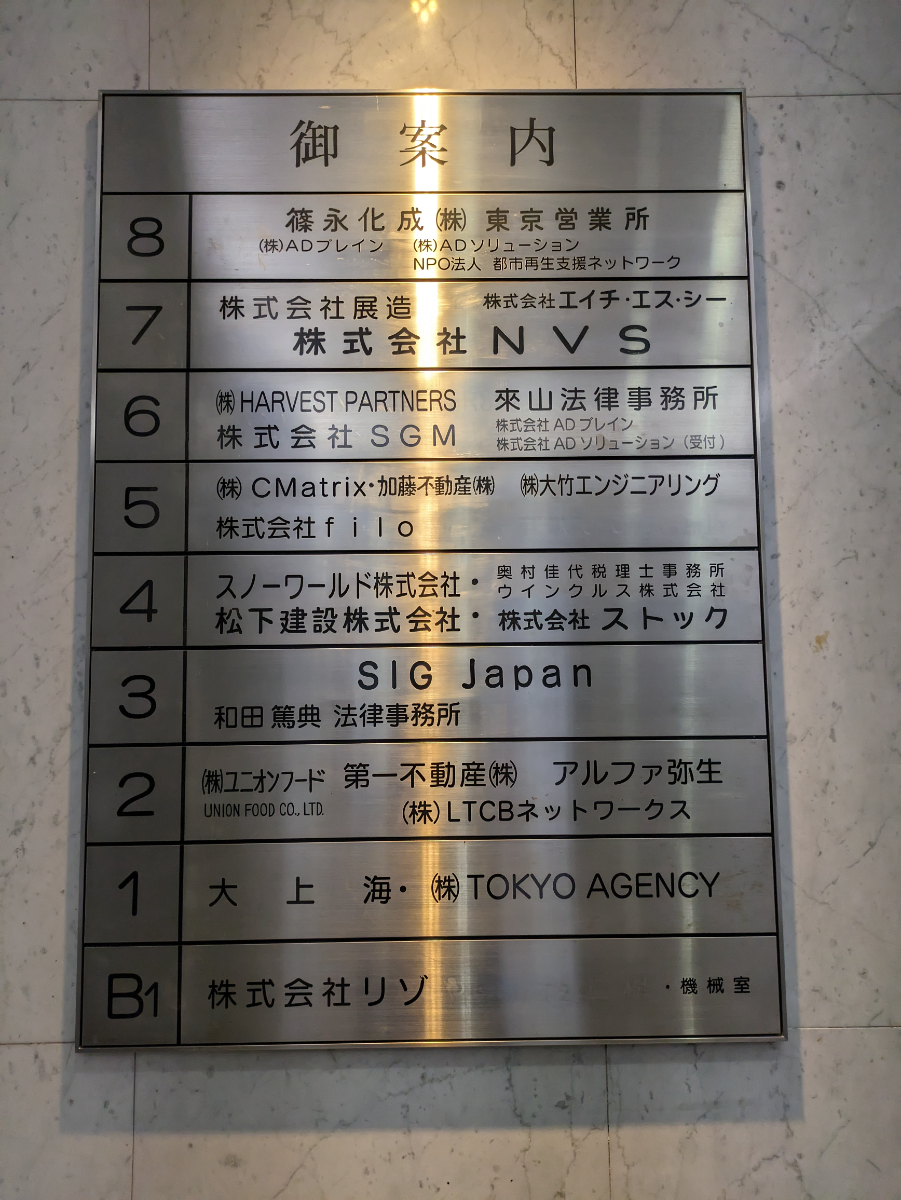 御案内
8
篠永化成(株) 東京営業所
(株)ADブレイン (株)ADソリューション
NPO法人 都市再生支援ネットワーク
7
株式会社展造 株式会社エイチ・エス・シー
株式会社NVS
6
(株)HARVEST PARTNERS 來山法律事務所
株式会社SGM 株式会社ADブレイン
株式会社ADソリューション(受付)
5
(株)CMatrix・加藤不動産(株) (株)大竹エンジニアリング
株式会社filo
4
スノーワールド株式会社・ 奥村佳代税理士事務所
ウインクルス株式会社
松下建設株式会社・ 株式会社ストック
3
SIG Japan
和田篤典 法律事務所
2
(株)ユニオンフード 第一不動産(株) アルファ弥生
UNION FOOD CO., LTD. (株)LTCBネットワークス
1
大上海・(株)TOKYO AGENCY
B1
株式会社リゾ ・機械室